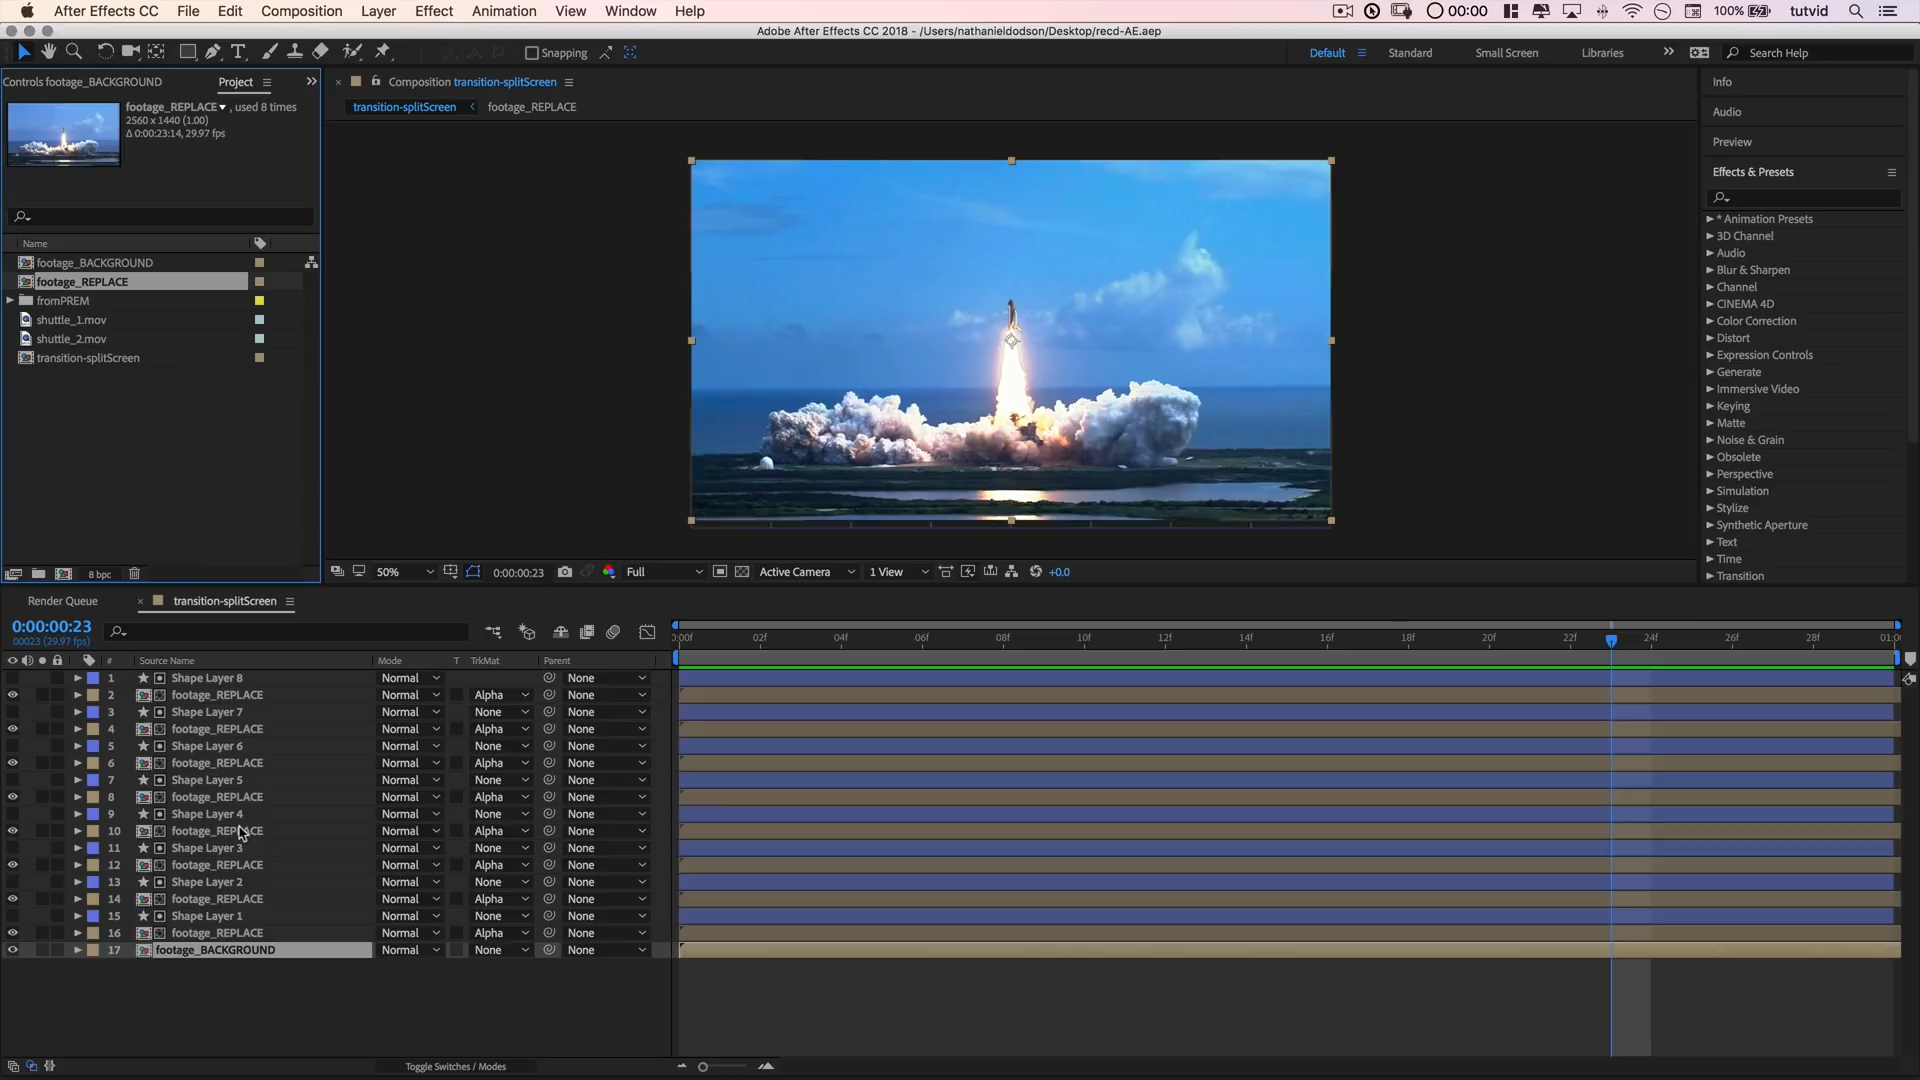 After Effects CC File Edit Composition Layer Effect Animation View Window Help 00:00 100% tutvid
Adobe After Effects CC 2018 - /Users/nathanieldodson/Desktop/recd-AE.aep
Snapping Default Standard Small Screen Libraries Search Help
Controls footage_BACKGROUND Project
footage_REPLACE , used 8 times
2560 x 1440 (1.00)
Δ 0:00:23:14, 29.97 fps
Name
footage_BACKGROUND
footage_REPLACE
fromPREM
shuttle_1.mov
shuttle_2.mov
transition-splitScreen
8 bpc
Composition transition-splitScreen
transition-splitScreen footage_REPLACE
50% 0:00:00:23 Full Active Camera 1 View +0.0
Info
Audio
Preview
Effects & Presets
* Animation Presets
3D Channel
Audio
Blur & Sharpen
Channel
CINEMA 4D
Color Correction
Distort
Expression Controls
Generate
Immersive Video
Keying
Matte
Noise & Grain
Obsolete
Perspective
Simulation
Stylize
Synthetic Aperture
Text
Time
Transition
Render Queue transition-splitScreen
0:00:00:23
00023 (29.97 fps)
:00f 02f 04f 06f 08f 10f 12f 14f 16f 18f 20f 22f 24f 26f 28f 01:0
# Source Name Mode T TrkMat Parent
1 Shape Layer 8 Normal None
2 footage_REPLACE Normal Alpha None
3 Shape Layer 7 Normal None None
4 footage_REPLACE Normal Alpha None
5 Shape Layer 6 Normal None None
6 footage_REPLACE Normal Alpha None
7 Shape Layer 5 Normal None None
8 footage_REPLACE Normal Alpha None
9 Shape Layer 4 Normal None None
10 footage_REPLACE Normal Alpha None
11 Shape Layer 3 Normal None None
12 footage_REPLACE Normal Alpha None
13 Shape Layer 2 Normal None None
14 footage_REPLACE Normal Alpha None
15 Shape Layer 1 Normal None None
16 footage_REPLACE Normal Alpha None
17 footage_BACKGROUND Normal None None
Toggle Switches / Modes